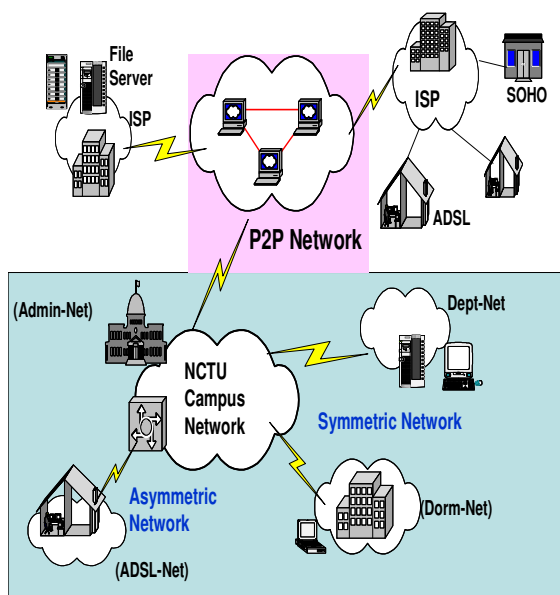 File
Server
ISP
ISP
SOHO
ADSL
P2P Network
(Admin-Net)
Dept-Net
NCTU
Campus
Network
Symmetric Network
Asymmetric
Network
(Dorm-Net)
(ADSL-Net)